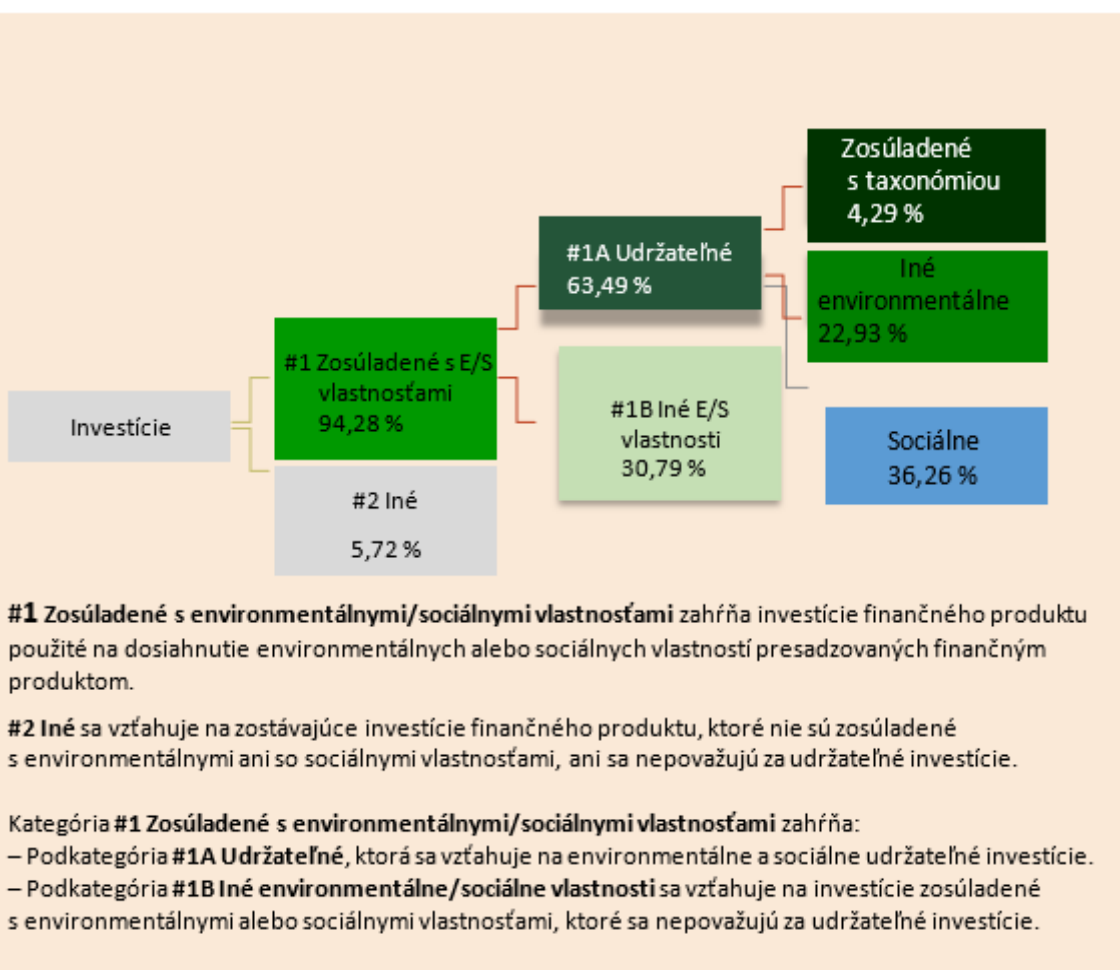 Zosúladené
s taxonómiou
4,29 %
#1A Udržateľné
63,49 %
Iné
environmentálne
22,93 %
#1 Zosúladené s E/S
vlastnosťami
94,28 %
Investície
#1B Iné E/S
vlastnosti
30,79 %
Sociálne
36,26 %
#2 Iné
5,72 %
#1 Zosúladené s environmentálnymi/sociálnymi vlastnosťami zahŕňa investície finančného produktu
použité na dosiahnutie environmentálnych alebo sociálnych vlastností presadzovaných finančným
produktom.
#2 Iné sa vzťahuje na zostávajúce investície finančného produktu, ktoré nie sú zosúladené
s environmentálnymi ani so sociálnymi vlastnosťami, ani sa nepovažujú za udržateľné investície.
Kategória #1 Zosúladené s environmentálnymi/sociálnymi vlastnosťami zahŕňa:
– Podkategória #1A Udržateľné, ktorá sa vzťahuje na environmentálne a sociálne udržateľné investície.
– Podkategória #1B Iné environmentálne/sociálne vlastnosti sa vzťahuje na investície zosúladené
s environmentálnymi alebo sociálnymi vlastnosťami, ktoré sa nepovažujú za udržateľné investície.